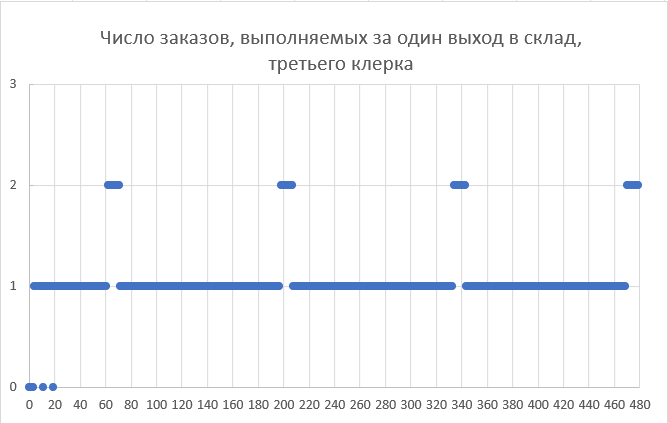 Число заказов, выполняемых за один выход в склад,
третьего клерка
3
2
1
0
0 20 40 60 80 100 120 140 160 180 200 220 240 260 280 300 320 340 360 380 400 420 440 460 480